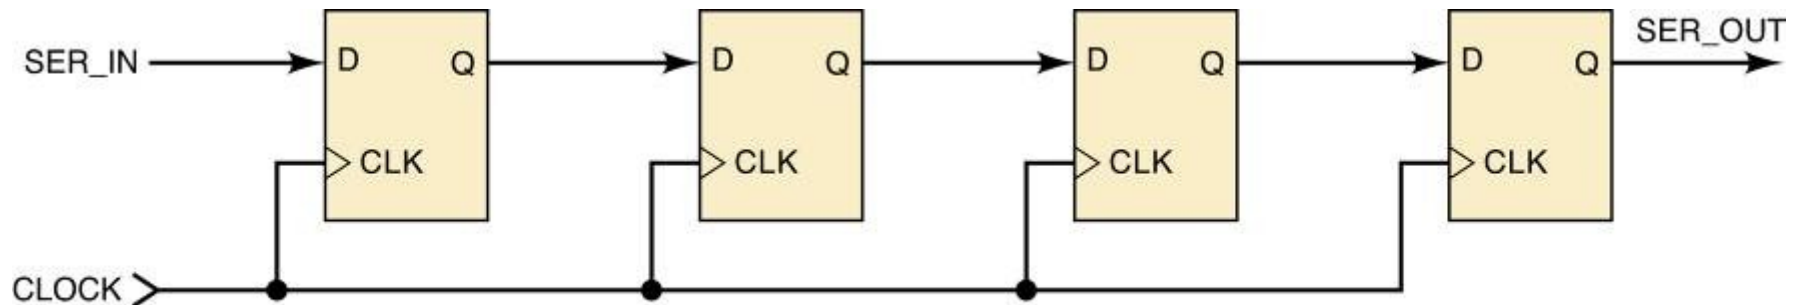 SER_OUT
SER_IN
D Q D Q D Q D Q
CLK CLK CLK CLK
CLOCK